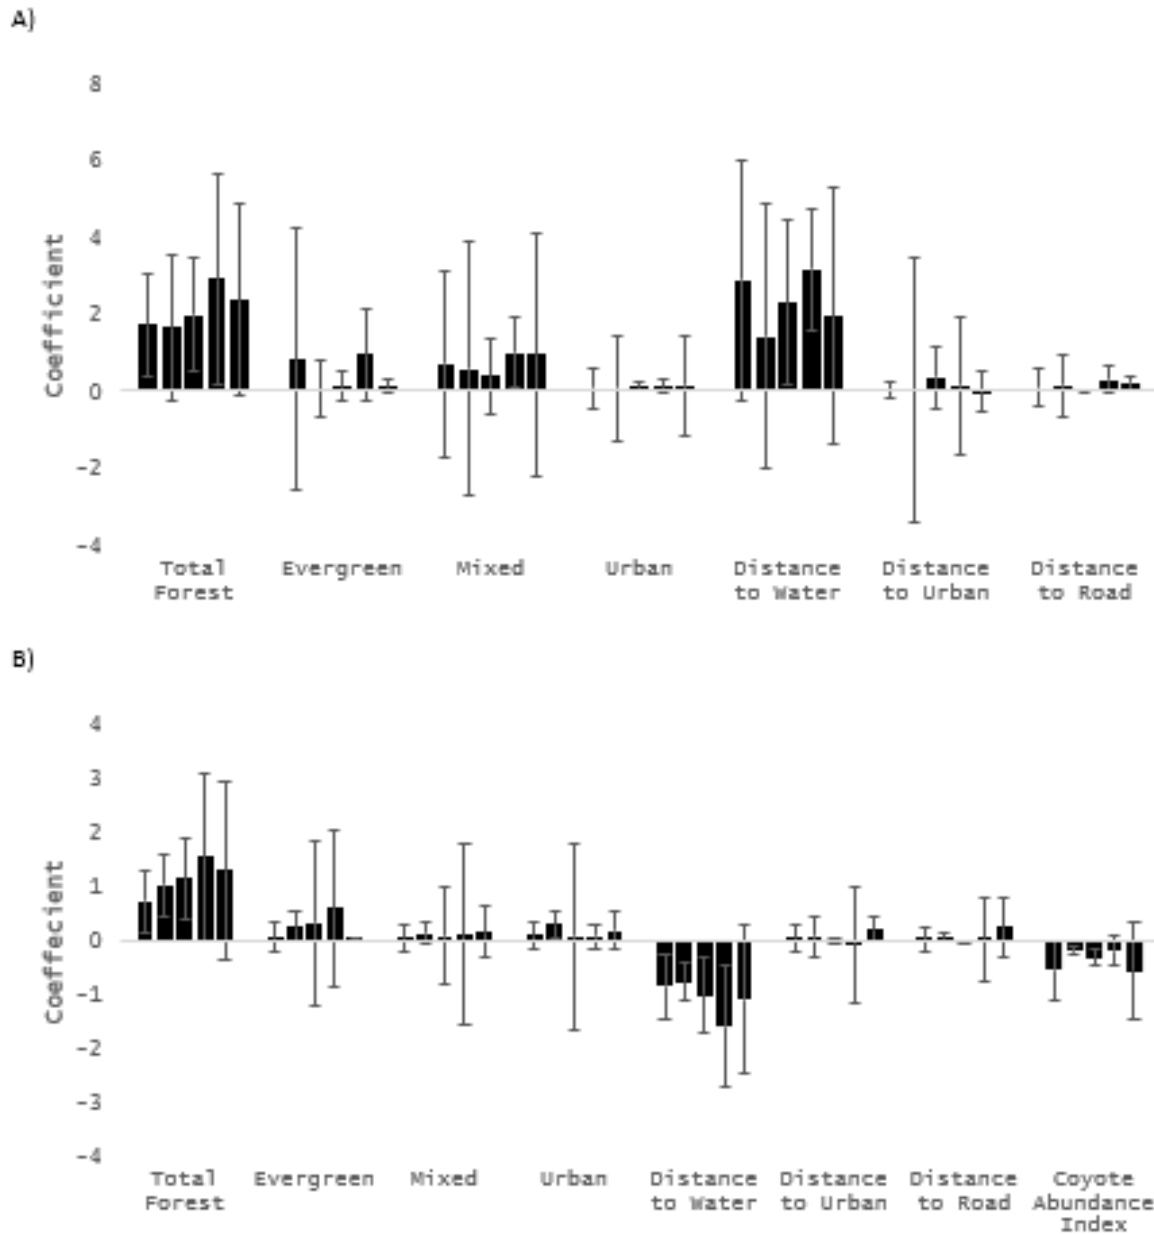 A)
8
6
4
2
0
-2
-4
Coefficient
Total Forest
Evergreen
Mixed
Urban
Distance to Water
Distance to Urban
Distance to Road
B)
4
3
2
1
0
-1
-2
-3
-4
Coeffecient
Total Forest
Evergreen
Mixed
Urban
Distance to Water
Distance to Urban
Distance to Road
Coyote Abundance Index